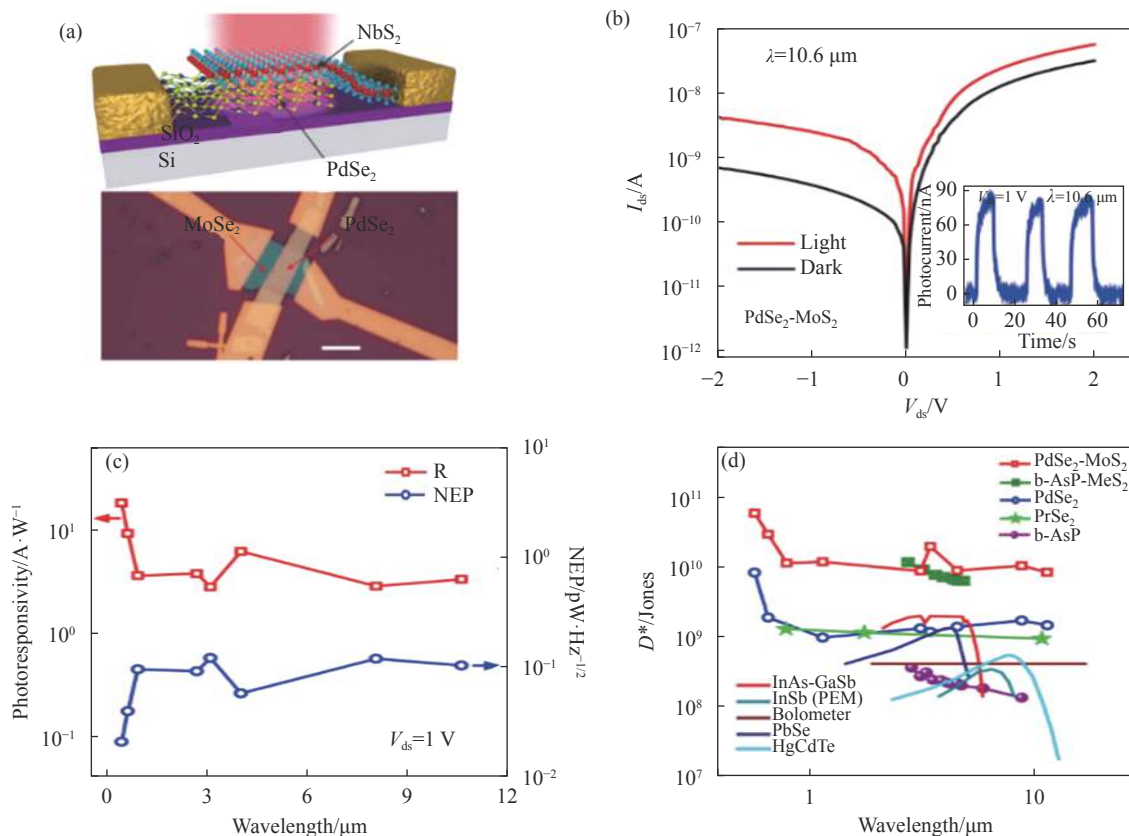 (a)
NbS₂
SiO₂
Si
PdSe₂
MoSe₂
PdSe₂
(b)
λ=10.6 μm
I_ds/A
10⁻⁷
10⁻⁸
10⁻⁹
10⁻¹⁰
10⁻¹¹
10⁻¹²
Light
Dark
PdSe₂-MoS₂
−2
−1
0
1
2
V_ds/V
Photocurrent/nA
90
60
30
0
=1 V
λ=10.6 μm
0
20
40
60
Time/s
(c)
Photoresponsivity/A·W⁻¹
10¹
10⁰
10⁻¹
R
NEP
V_ds=1 V
10¹
10⁰
10⁻¹
10⁻²
NEP/pW·Hz⁻¹ᐟ²
0
3
6
9
12
Wavelength/μm
(d)
D*/Jones
10¹¹
10¹⁰
10⁹
10⁸
10⁷
PdSe₂-MoS₂
b-AsP-MeS₂
PdSe₂
PrSe₂
b-AsP
InAs-GaSb
InSb (PEM)
Bolometer
PbSe
HgCdTe
1
10
Wavelength/μm